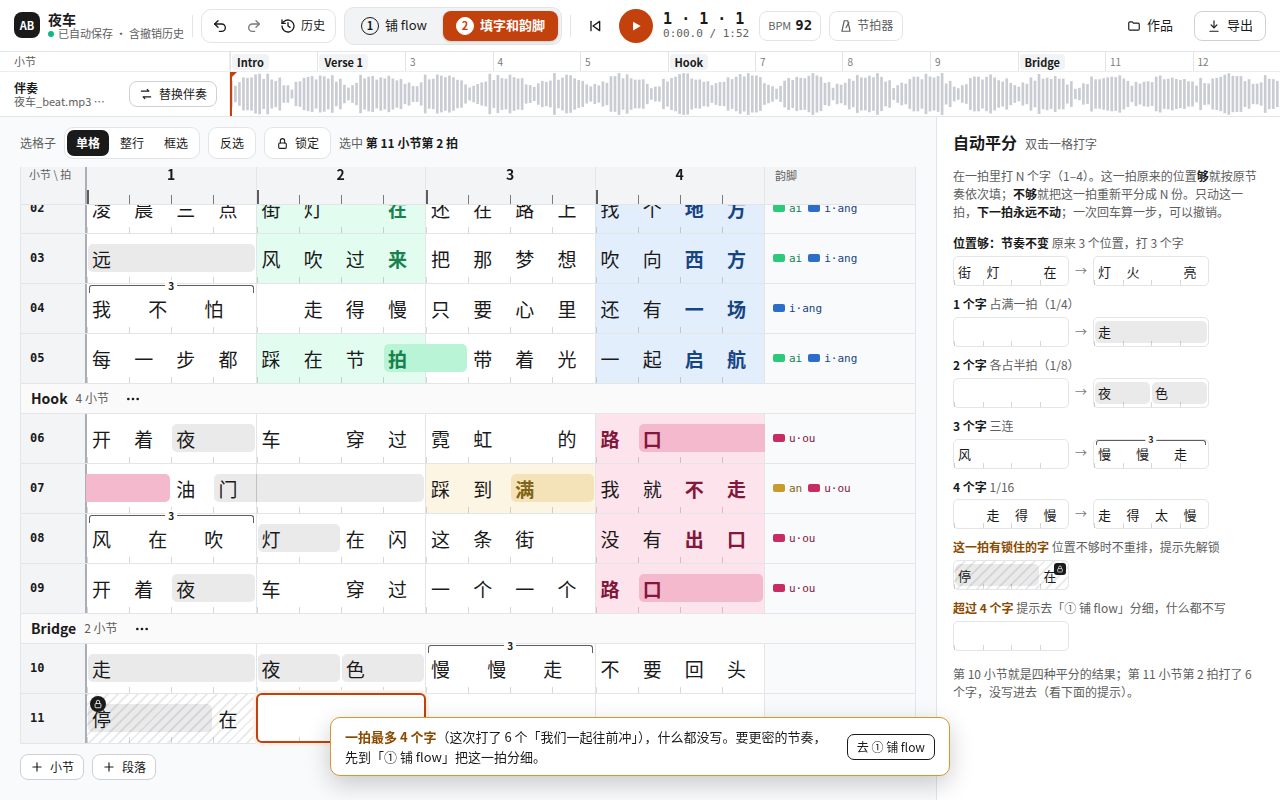 AB 夜车
已自动保存 · 含撤销历史
历史
① 铺 flow
② 填字和韵脚
1 · 1 · 1
0:00.0 / 1:52
BPM 92
节拍器
作品
导出
小节
Intro Verse 1 3 4 5 Hook 7 8 9 Bridge 11 12
伴奏
夜车_beat.mp3 ···
替换伴奏
选格子 单格 整行 框选 反选 锁定 选中 第 11 小节第 2 拍
小节 \ 拍 1 2 3 4 韵脚
02 凌 晨 三 点 街 灯 在 还 在 路 上 找 个 地 方 ai i·ang
03 远 风 吹 过 来 把 那 梦 想 吹 向 西 方 ai i·ang
3
04 我 不 怕 走 得 慢 只 要 心 里 还 有 一 场 i·ang
05 每 一 步 都 踩 在 节 拍 带 着 光 一 起 启 航 ai i·ang
Hook 4 小节 ···
06 开 着 夜 车 穿 过 霓 虹 的 路 口 u·ou
07 油 门 踩 到 满 我 就 不 走 an u·ou
3
08 风 在 吹 灯 在 闪 这 条 街 没 有 出 口 u·ou
09 开 着 夜 车 穿 过 一 个 一 个 路 口 u·ou
Bridge 2 小节 ···
3
10 走 夜 色 慢 慢 走 不 要 回 头
11 停 在
+ 小节 + 段落
一拍最多 4 个字（这次打了 6 个「我们一起往前冲」），什么都没写。要更密的节奏，
先到「① 铺 flow」把这一拍分细。
去 ① 铺 flow
自动平分 双击一格打字
在一拍里打 N 个字（1–4）。这一拍原来的位置够就按原节
奏依次填；不够就把这一拍重新平分成 N 份。只动这一
拍，下一拍永远不动；一次回车算一步，可以撤销。
位置够：节奏不变 原来 3 个位置，打 3 个字
街 灯 在 → 灯 火 亮
1 个字 占满一拍（1/4）
→ 走
2 个字 各占半拍（1/8）
→ 夜 色
3 个字 三连
3
风 → 慢 慢 走
4 个字 1/16
走 得 慢 → 走 得 太 慢
这一拍有锁住的字 位置不够时不重排，提示先解锁
停 在
超过 4 个字 提示去「① 铺 flow」分细，什么都不写
第 10 小节就是四种平分的结果；第 11 小节第 2 拍打了 6
个字，没写进去（看下面的提示）。